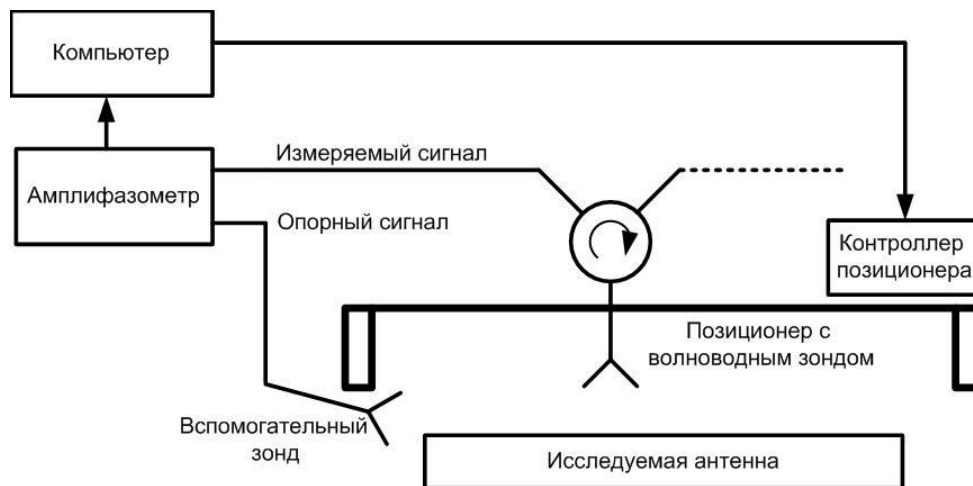 Компьютер
Измеряемый сигнал
Амплифазометр
Опорный сигнал
Контроллер
позиционера
Позиционер с
волноводным зондом
Вспомогательный
зонд
Исследуемая антенна